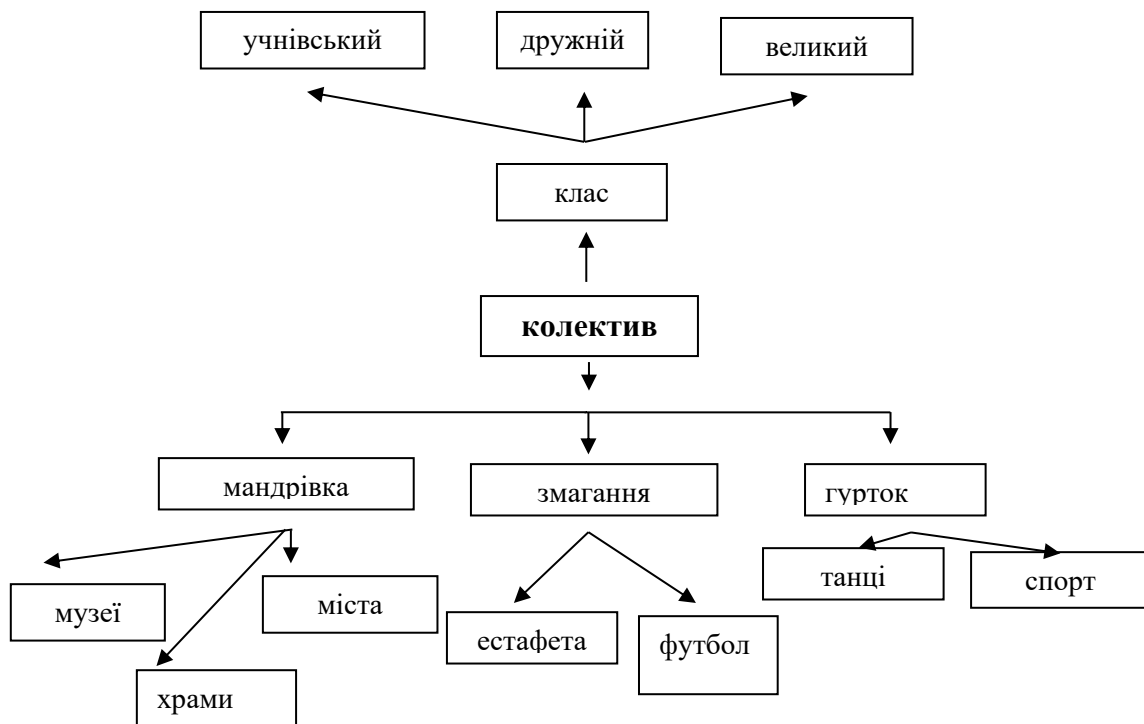 учнівський
дружній
великий
клас
колектив
мандрівка
змагання
гурток
музеї
міста
храми
естафета
футбол
танці
спорт